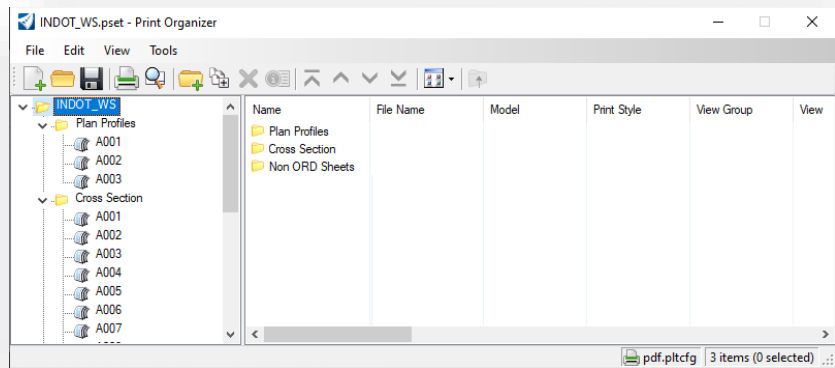 INDOT_WS.pset - Print Organizer
File Edit View Tools
INDOT_WS
Plan Profiles
A001
A002
A003
Cross Section
A001
A002
A003
A004
A005
A006
A007
Name File Name Model Print Style View Group View
Plan Profiles
Cross Section
Non ORD Sheets
pdf.pltcfg 3 items (0 selected)